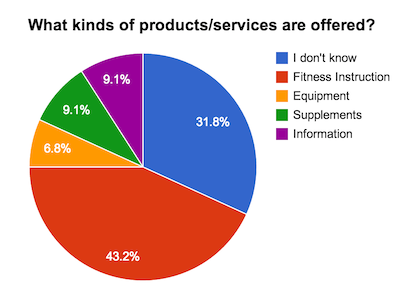 What kinds of products/services are offered?
I don't know
Fitness Instruction
Equipment
Supplements
Information
9.1%
31.8%
9.1%
6.8%
43.2%